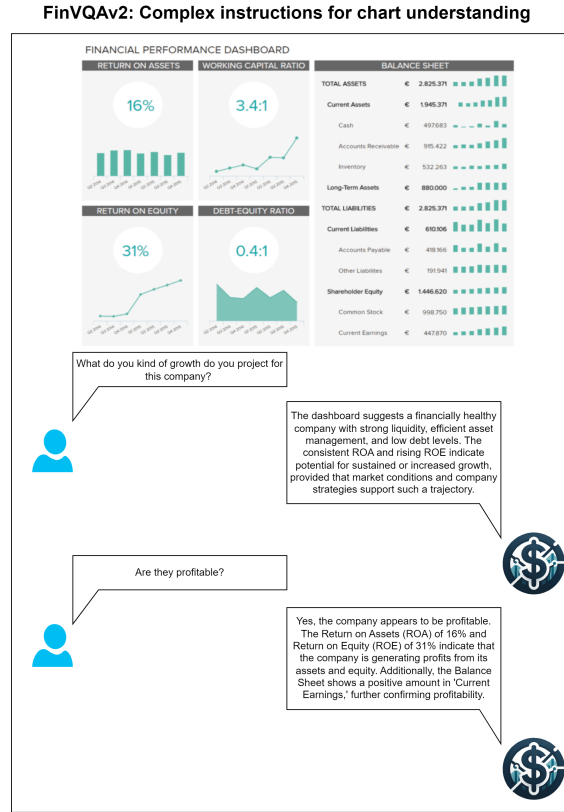 FinVQAv2: Complex instructions for chart understanding
FINANCIAL PERFORMANCE DASHBOARD
RETURN ON ASSETS
16%
WORKING CAPITAL RATIO
3.4:1
RETURN ON EQUITY
31%
DEBT-EQUITY RATIO
0.4:1
BALANCE SHEET
TOTAL ASSETS € 2.825.371
Current Assets € 1.945.371
Cash € 497.683
Accounts Receivable € 915.422
Inventory € 532.263
Long-Term Assets € 880.000
TOTAL LIABILITIES € 2.825.371
Current Liabilities € 610.106
Accounts Payable € 418.166
Other Liabilites € 191.941
Shareholder Equity € 1.446.620
Common Stock € 998.750
Current Earnings € 447.870
What do you kind of growth do you project for
this company?
The dashboard suggests a financially healthy
company with strong liquidity, efficient asset
management, and low debt levels. The
consistent ROA and rising ROE indicate
potential for sustained or increased growth,
provided that market conditions and company
strategies support such a trajectory.
Are they profitable?
Yes, the company appears to be profitable.
The Return on Assets (ROA) of 16% and
Return on Equity (ROE) of 31% indicate that
the company is generating profits from its
assets and equity. Additionally, the Balance
Sheet shows a positive amount in 'Current
Earnings,' further confirming profitability.